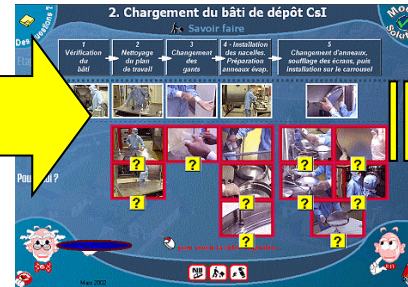 2. Chargement du bâti de dépôt CsI
Savoir faire
1
Vérification
du
bâti
2
Nettoyage
du plan
de travail
3
Changement
des
gants
4 - Installation
des nacelles.
Préparation
anneaux évap.
5
Changement d'anneaux,
soufflage des écrans, puis
installation sur le carrousel
?
?
?
?
?
?
?
?
?
?
?
Mars 2002